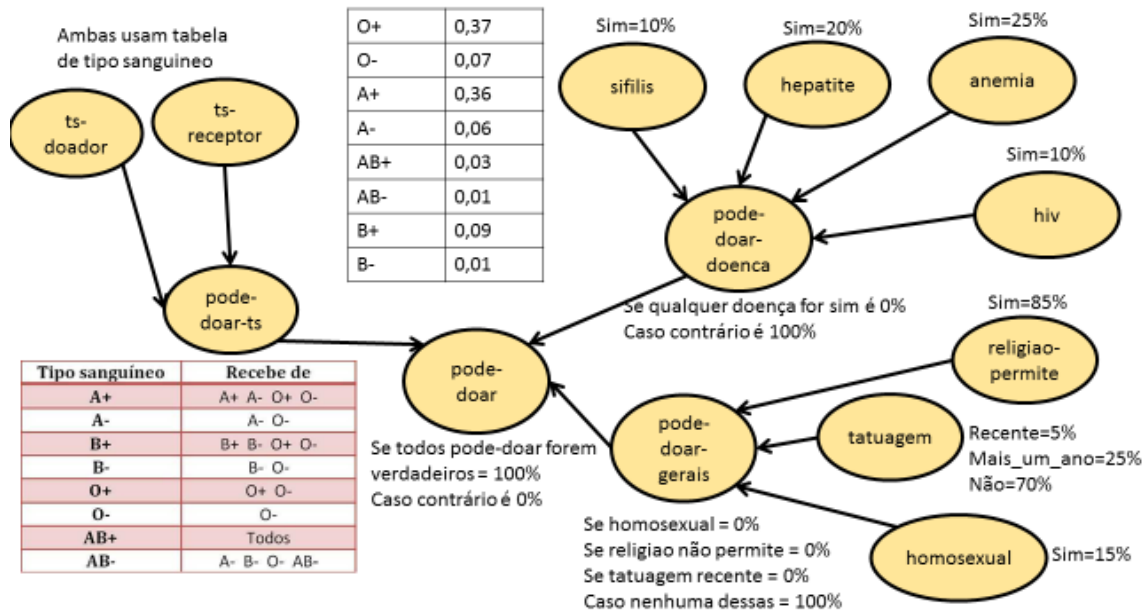 Ambas usam tabela
de tipo sanguineo
ts-
doador
ts-
receptor
pode-
doar-ts
O+ 0,37
O- 0,07
A+ 0,36
A- 0,06
AB+ 0,03
AB- 0,01
B+ 0,09
B- 0,01
Sim=10%
sifilis
Sim=20%
hepatite
Sim=25%
anemia
Sim=10%
hiv
pode-
doar-
doenca
Se qualquer doença for sim é 0%
Caso contrário é 100%
Tipo sanguíneo Recebe de
A+ A+ A- O+ O-
A- A- O-
B+ B+ B- O+ O-
B- B- O-
O+ O+ O-
O- O-
AB+ Todos
AB- A- B- O- AB-
pode-
doar
Se todos pode-doar forem
verdadeiros = 100%
Caso contrário é 0%
Sim=85%
religiao-
permite
tatuagem
Recente=5%
Mais_um_ano=25%
Não=70%
pode-
doar-
gerais
Se homosexual = 0%
Se religiao não permite = 0%
Se tatuagem recente = 0%
Caso nenhuma dessas = 100%
homosexual
Sim=15%